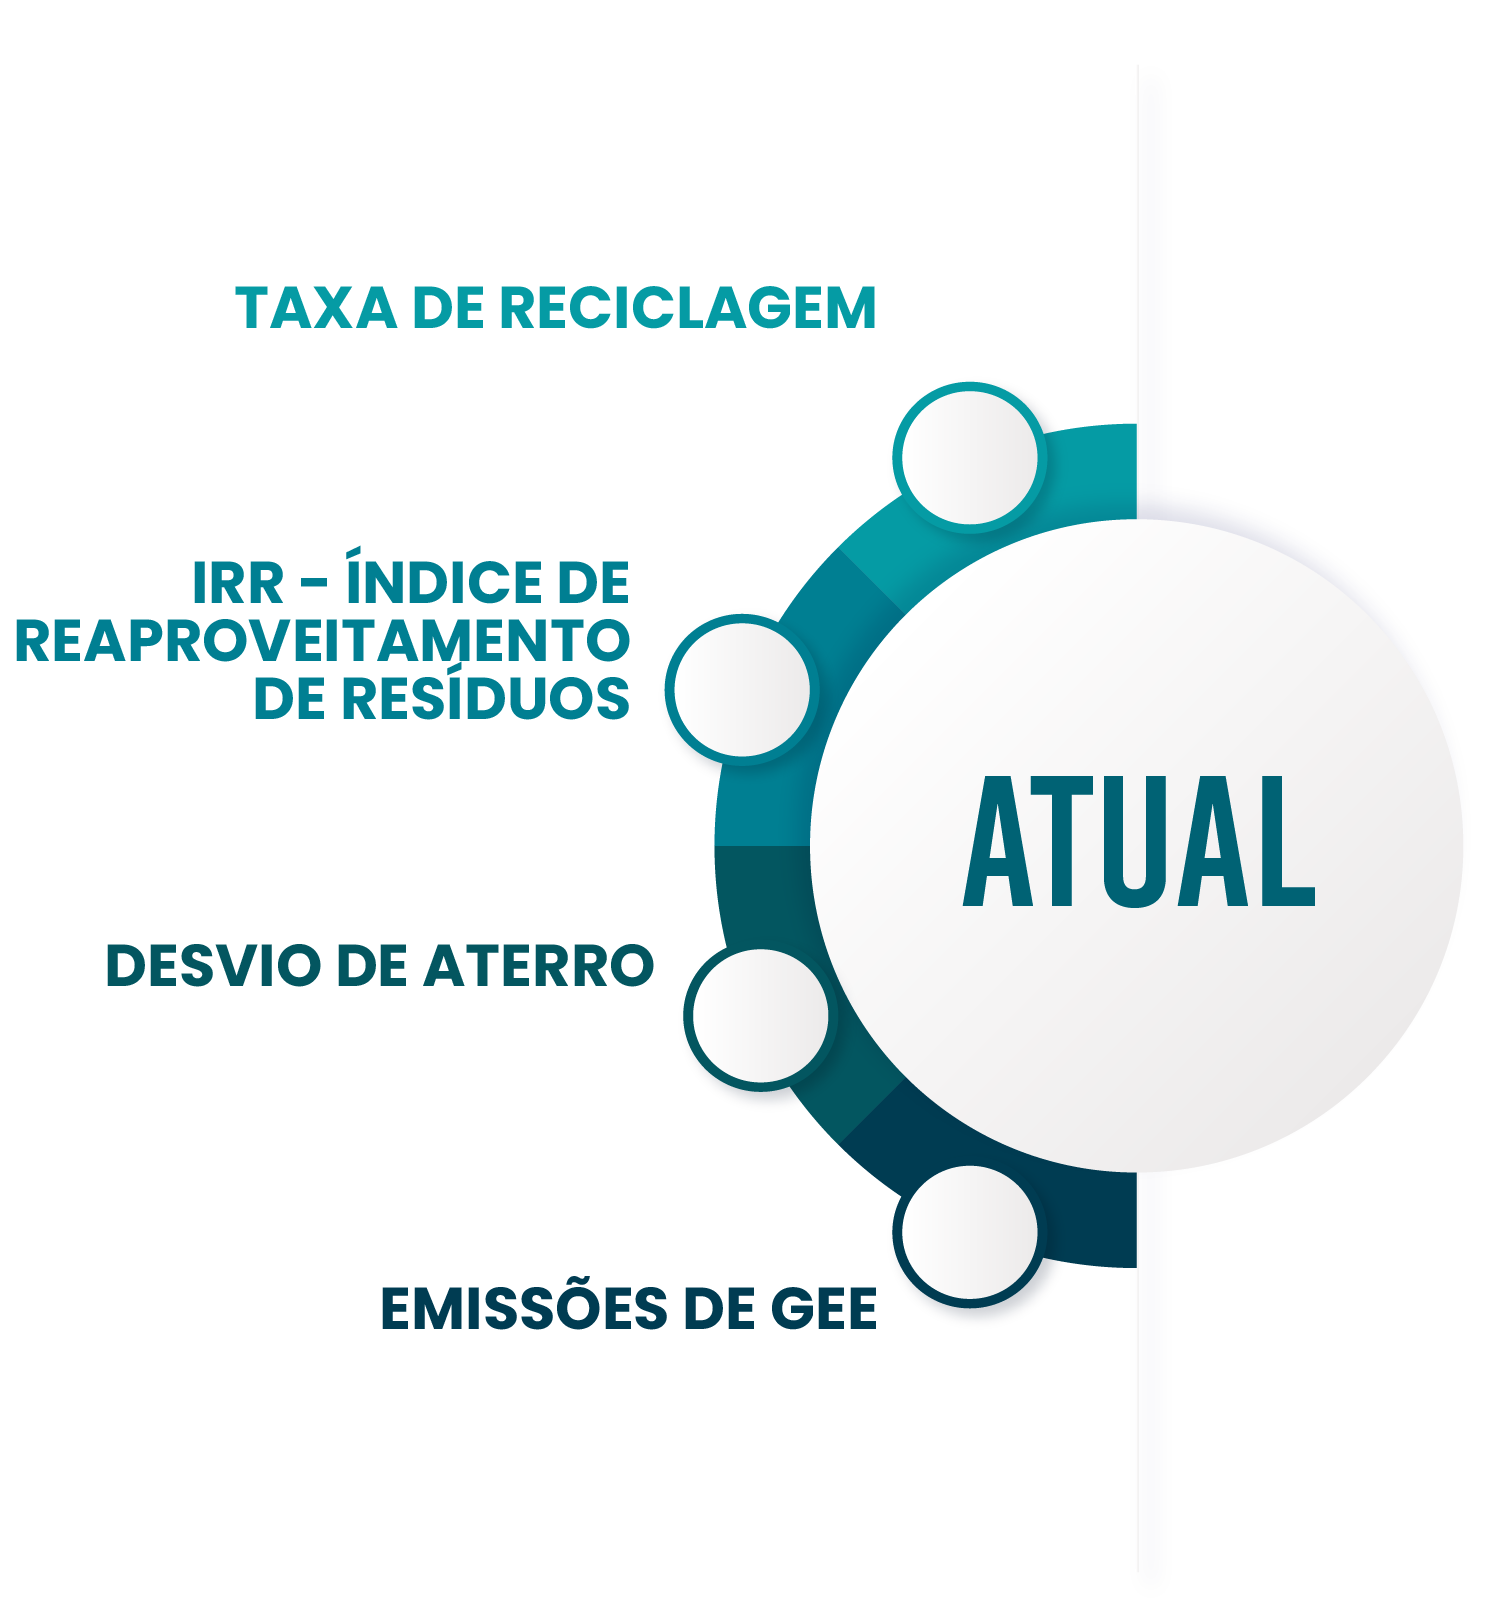 TAXA DE RECICLAGEM
IRR – ÍNDICE DE
REAPROVEITAMENTO
DE RESÍDUOS
ATUAL
DESVIO DE ATERRO
EMISSÕES DE GEE